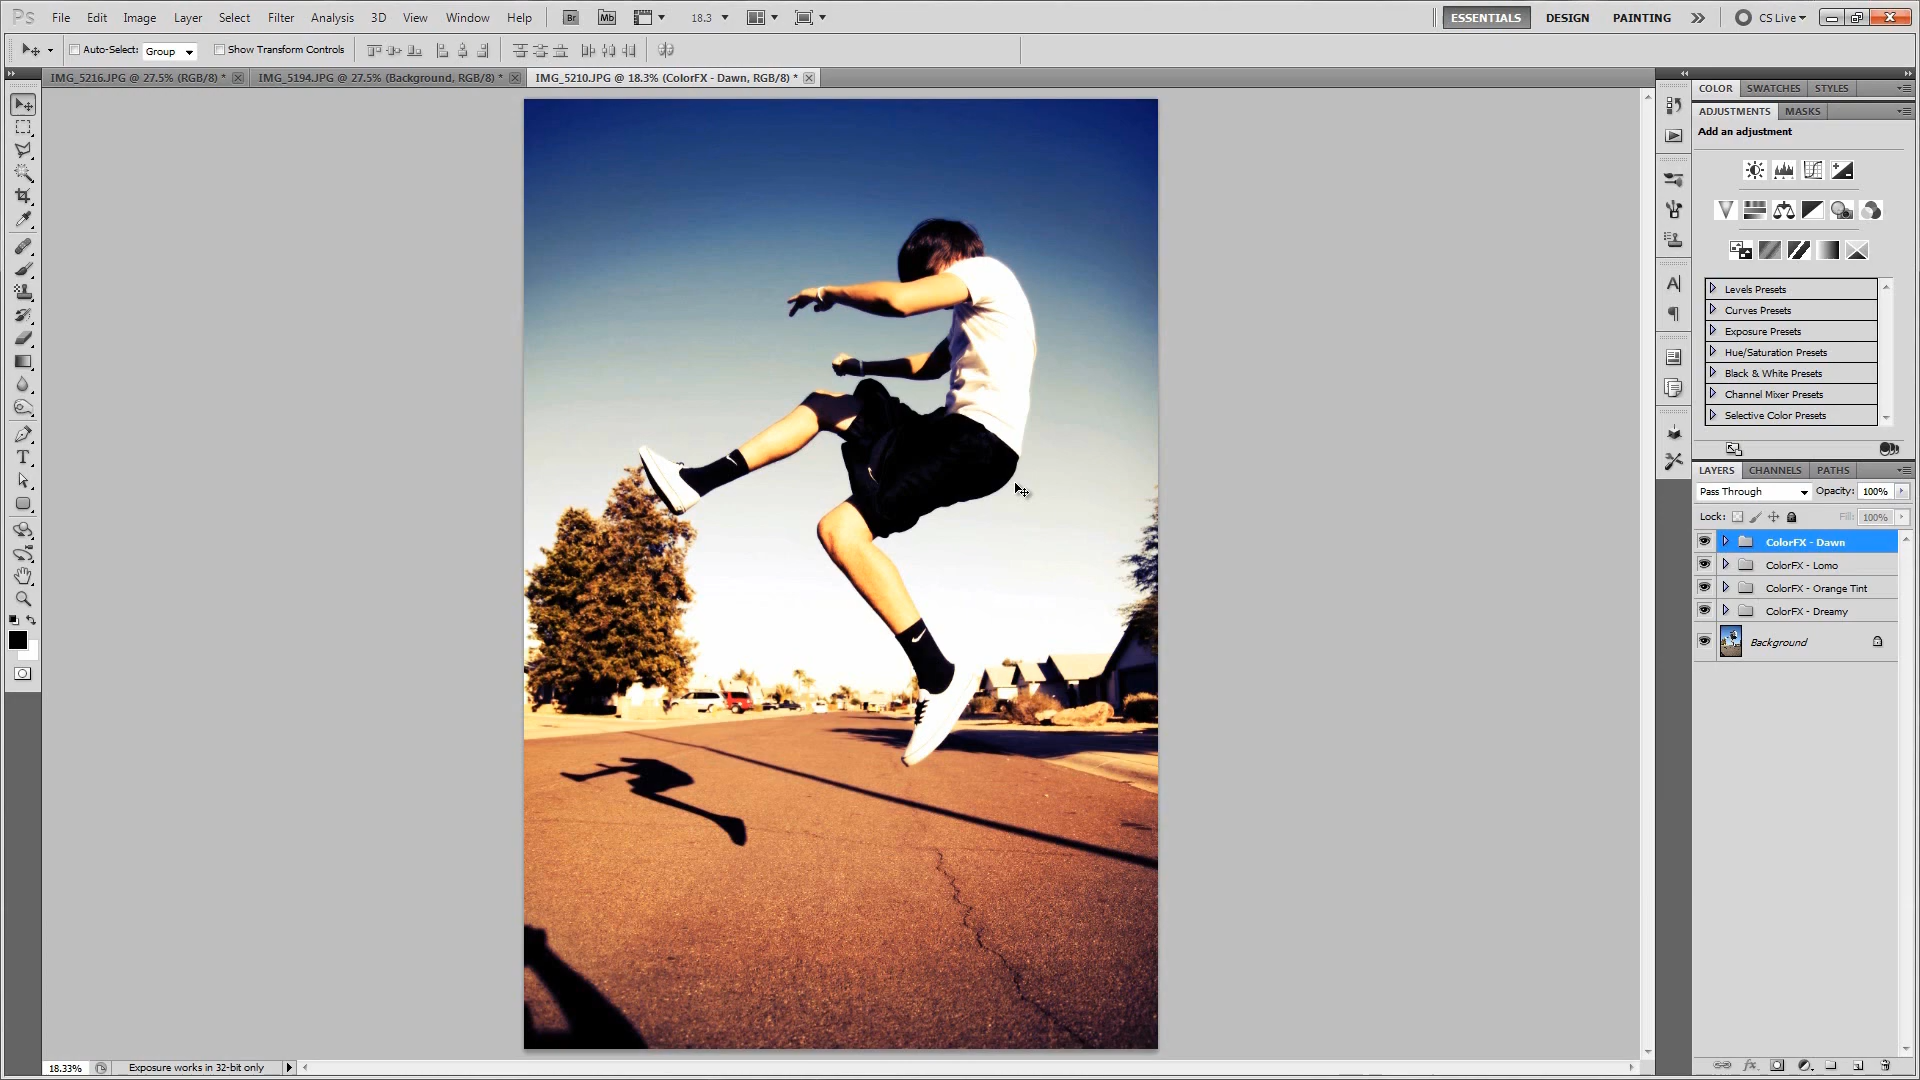 Ps File Edit Image Layer Select Filter Analysis 3D View Window Help Br Mb 18.3 ESSENTIALS DESIGN PAINTING CS Live
Auto-Select: Group Show Transform Controls
IMG_5216.JPG @ 27.5% (RGB/8) * IMG_5194.JPG @ 27.5% (Background, RGB/8) * IMG_5210.JPG @ 18.3% (ColorFX - Dawn, RGB/8) *
COLOR SWATCHES STYLES
ADJUSTMENTS MASKS
Add an adjustment
Levels Presets
Curves Presets
Exposure Presets
Hue/Saturation Presets
Black & White Presets
Channel Mixer Presets
Selective Color Presets
LAYERS CHANNELS PATHS
Pass Through Opacity: 100%
Lock: Fill: 100%
ColorFX - Dawn
ColorFX - Lomo
ColorFX - Orange Tint
ColorFX - Dreamy
Background
18.33% Exposure works in 32-bit only